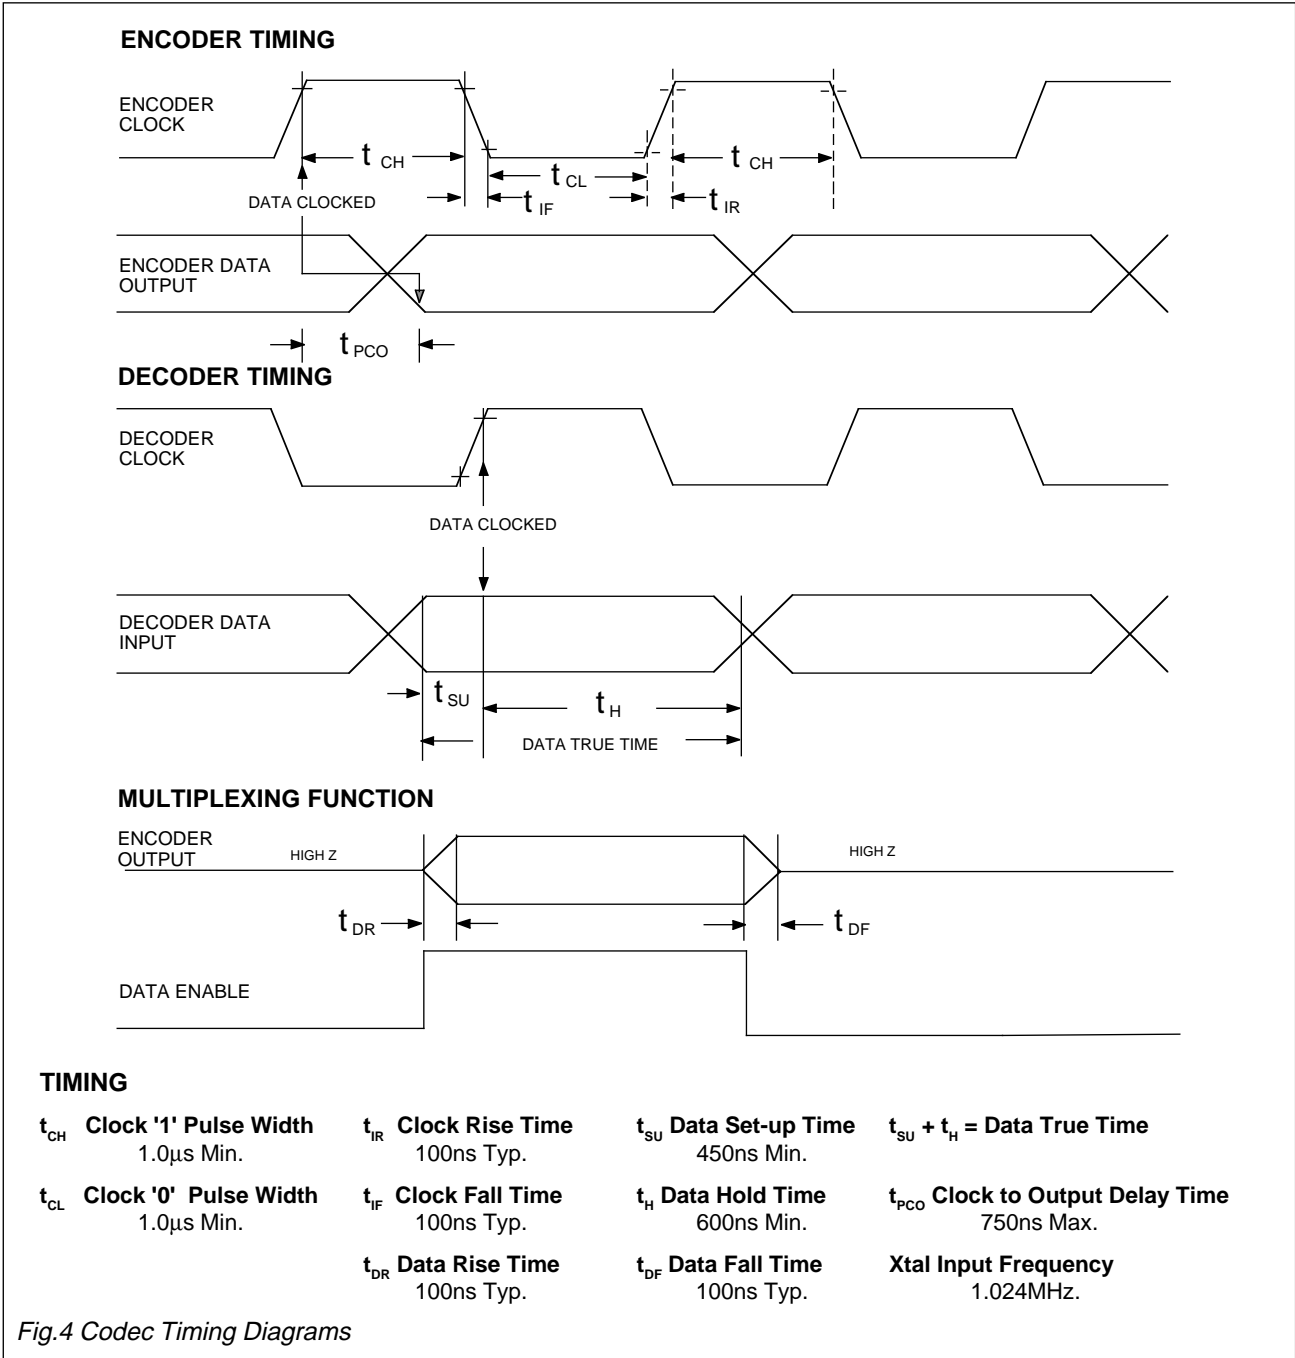 ENCODER TIMING
ENCODER
CLOCK
t CH
t CL
t CH
DATA CLOCKED
t IF
t IR
ENCODER DATA
OUTPUT
t PCO
DECODER TIMING
DECODER
CLOCK
DATA CLOCKED
DECODER DATA
INPUT
t SU
t H
DATA TRUE TIME
MULTIPLEXING FUNCTION
ENCODER
OUTPUT
HIGH Z
HIGH Z
t DR
t DF
DATA ENABLE
TIMING
tCH Clock '1' Pulse Width
1.0µs Min.
tIR Clock Rise Time
100ns Typ.
tSU Data Set-up Time
450ns Min.
tSU + tH = Data True Time
tCL Clock '0' Pulse Width
1.0µs Min.
tIF Clock Fall Time
100ns Typ.
tH Data Hold Time
600ns Min.
tPCO Clock to Output Delay Time
750ns Max.
tDR Data Rise Time
100ns Typ.
tDF Data Fall Time
100ns Typ.
Xtal Input Frequency
1.024MHz.
Fig.4 Codec Timing Diagrams